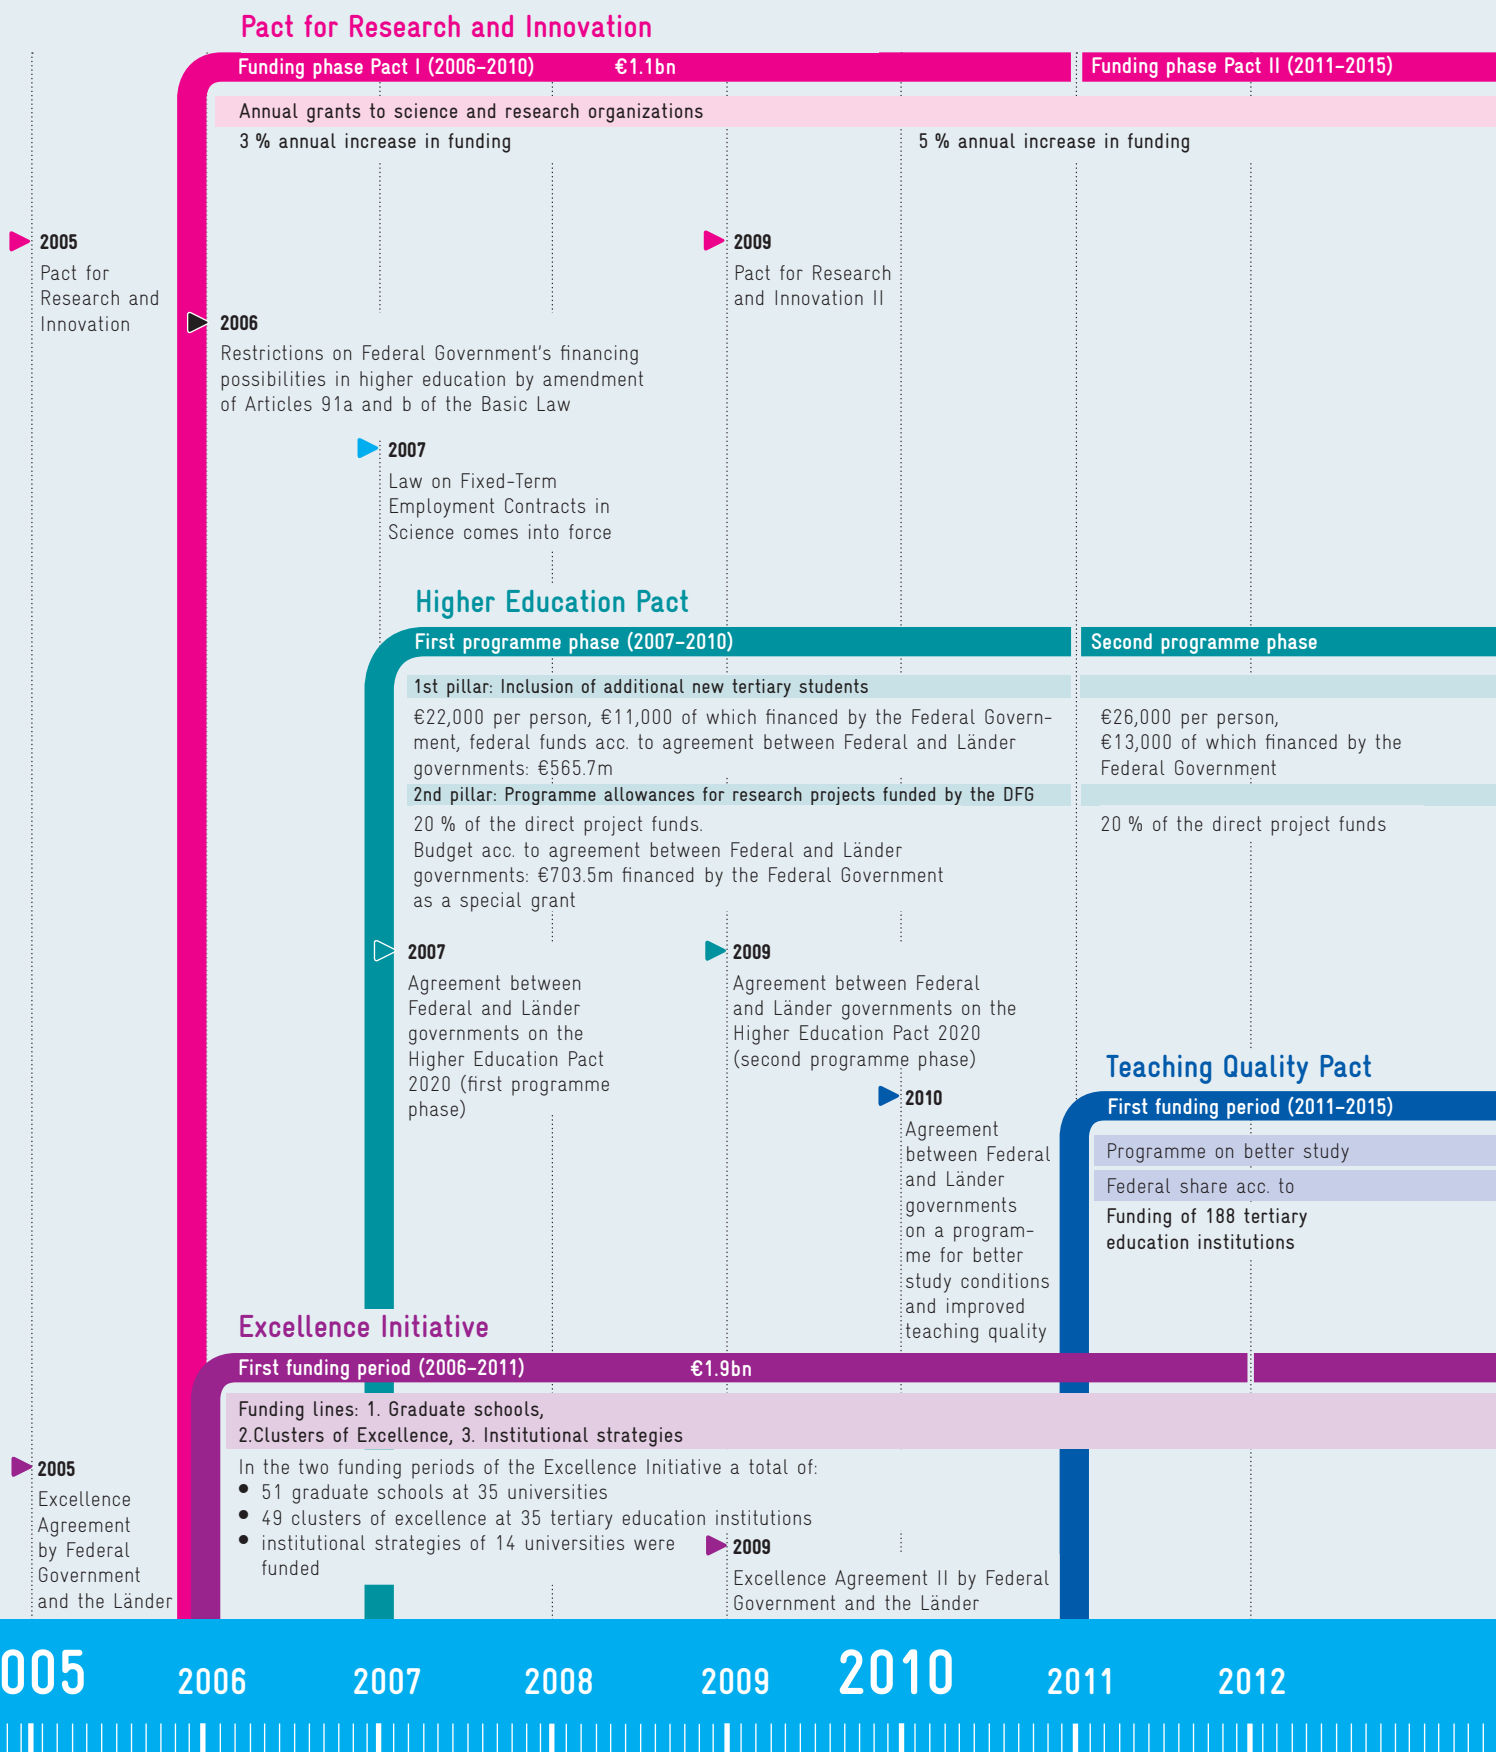 Pact for Research and Innovation
Funding phase Pact I (2006–2010) €1.1bn
Funding phase Pact II (2011–2015)
Annual grants to science and research organizations
3 % annual increase in funding
5 % annual increase in funding
2005
Pact for
Research and
Innovation
2009
Pact for Research
and Innovation II
2006
Restrictions on Federal Government's financing
possibilities in higher education by amendment
of Articles 91a and b of the Basic Law
2007
Law on Fixed-Term
Employment Contracts in
Science comes into force
Higher Education Pact
First programme phase (2007–2010)
Second programme phase
1st pillar: Inclusion of additional new tertiary students
€22,000 per person, €11,000 of which financed by the Federal Govern-
ment, federal funds acc. to agreement between Federal and Länder
governments: €565.7m
€26,000 per person,
€13,000 of which financed by the
Federal Government
2nd pillar: Programme allowances for research projects funded by the DFG
20 % of the direct project funds.
Budget acc. to agreement between Federal and Länder
governments: €703.5m financed by the Federal Government
as a special grant
20 % of the direct project funds
2007
Agreement between
Federal and Länder
governments on the
Higher Education Pact
2020 (first programme
phase)
2009
Agreement between Federal
and Länder governments on the
Higher Education Pact 2020
(second programme phase)
2010
Agreement
between Federal
and Länder
governments
on a program-
me for better
study conditions
and improved
teaching quality
Teaching Quality Pact
First funding period (2011–2015)
Programme on better study
Federal share acc. to
Funding of 188 tertiary
education institutions
Excellence Initiative
First funding period (2006–2011) €1.9bn
Funding lines: 1. Graduate schools,
2.Clusters of Excellence, 3. Institutional strategies
In the two funding periods of the Excellence Initiative a total of:
• 51 graduate schools at 35 universities
• 49 clusters of excellence at 35 tertiary education institutions
• institutional strategies of 14 universities were
funded
2005
Excellence
Agreement
by Federal
Government
and the Länder
2009
Excellence Agreement II by Federal
Government and the Länder
005 2006 2007 2008 2009 2010 2011 2012